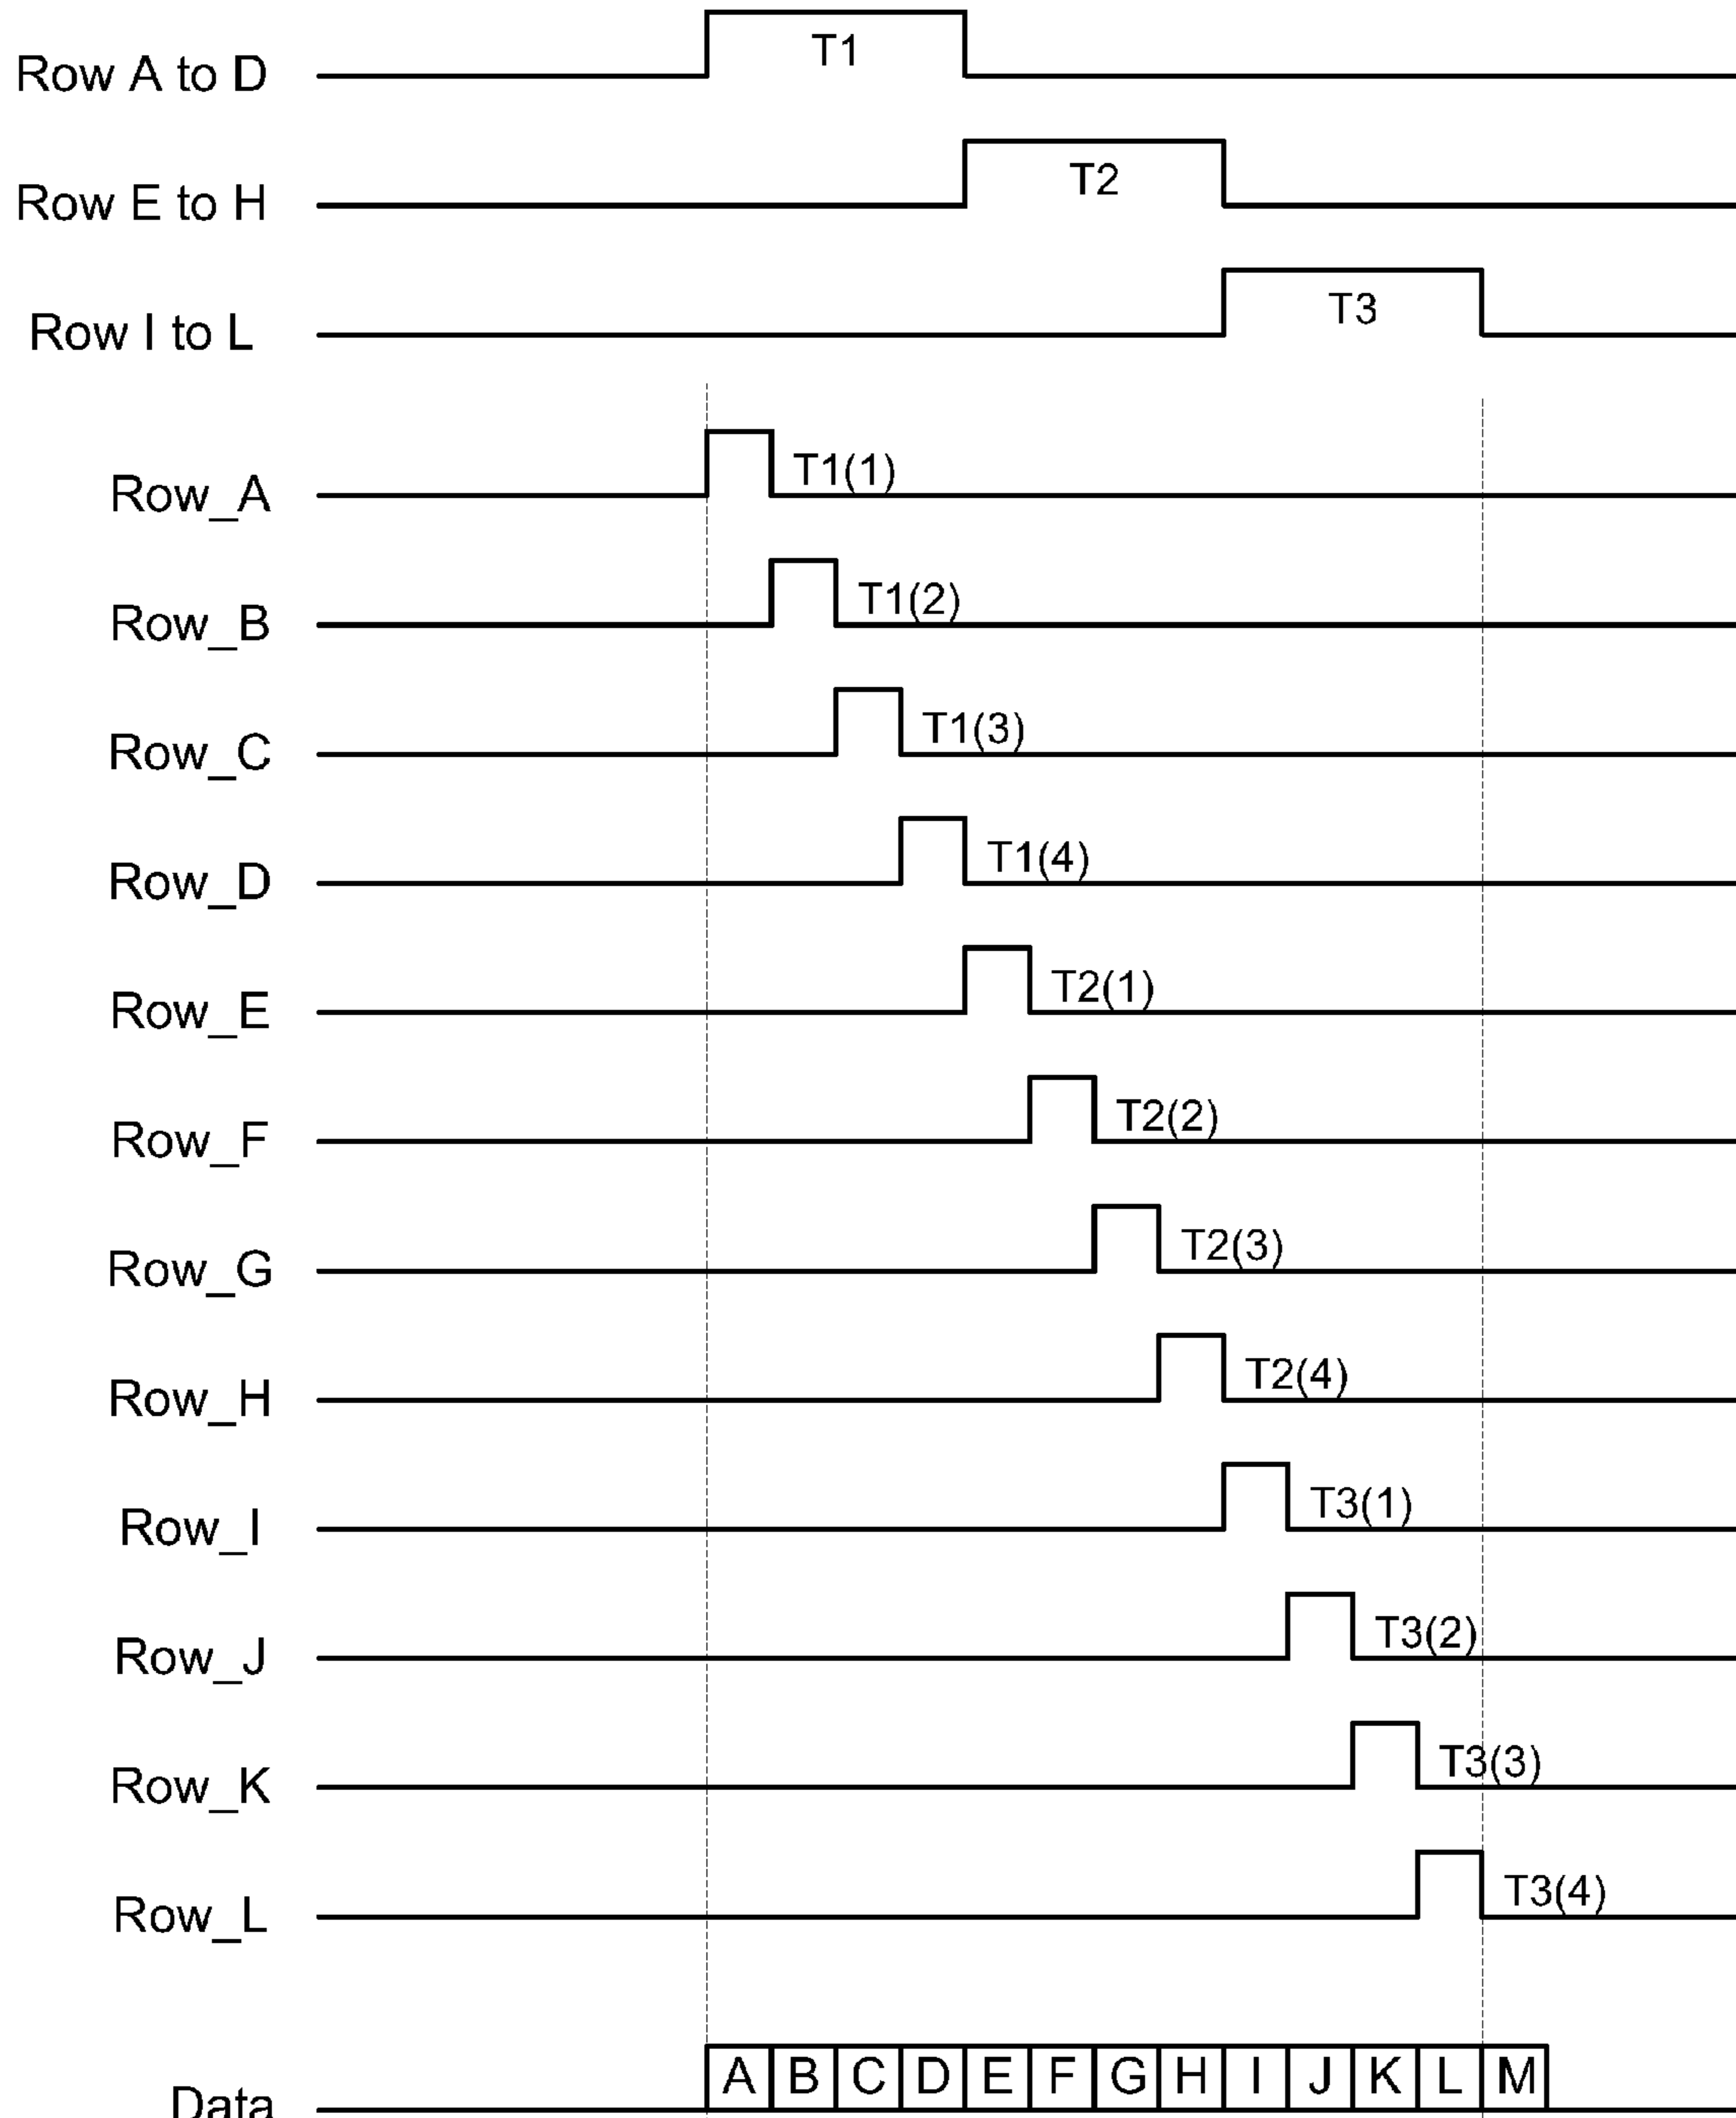 T1
Row A to D
T2
Row E to H
T3
Row I to L
T1(1)
Row_A
T1(2)
Row_B
T1(3)
Row_C
T1(4)
Row_D
T2(1)
Row_E
T2(2)
Row_F
T2(3)
Row_G
T2(4)
Row_H
T3(1)
Row_I
T3(2)
Row_J
T3(3)
Row_K
T3(4)
Row_L
A B C D E F G H I J K L M
Data